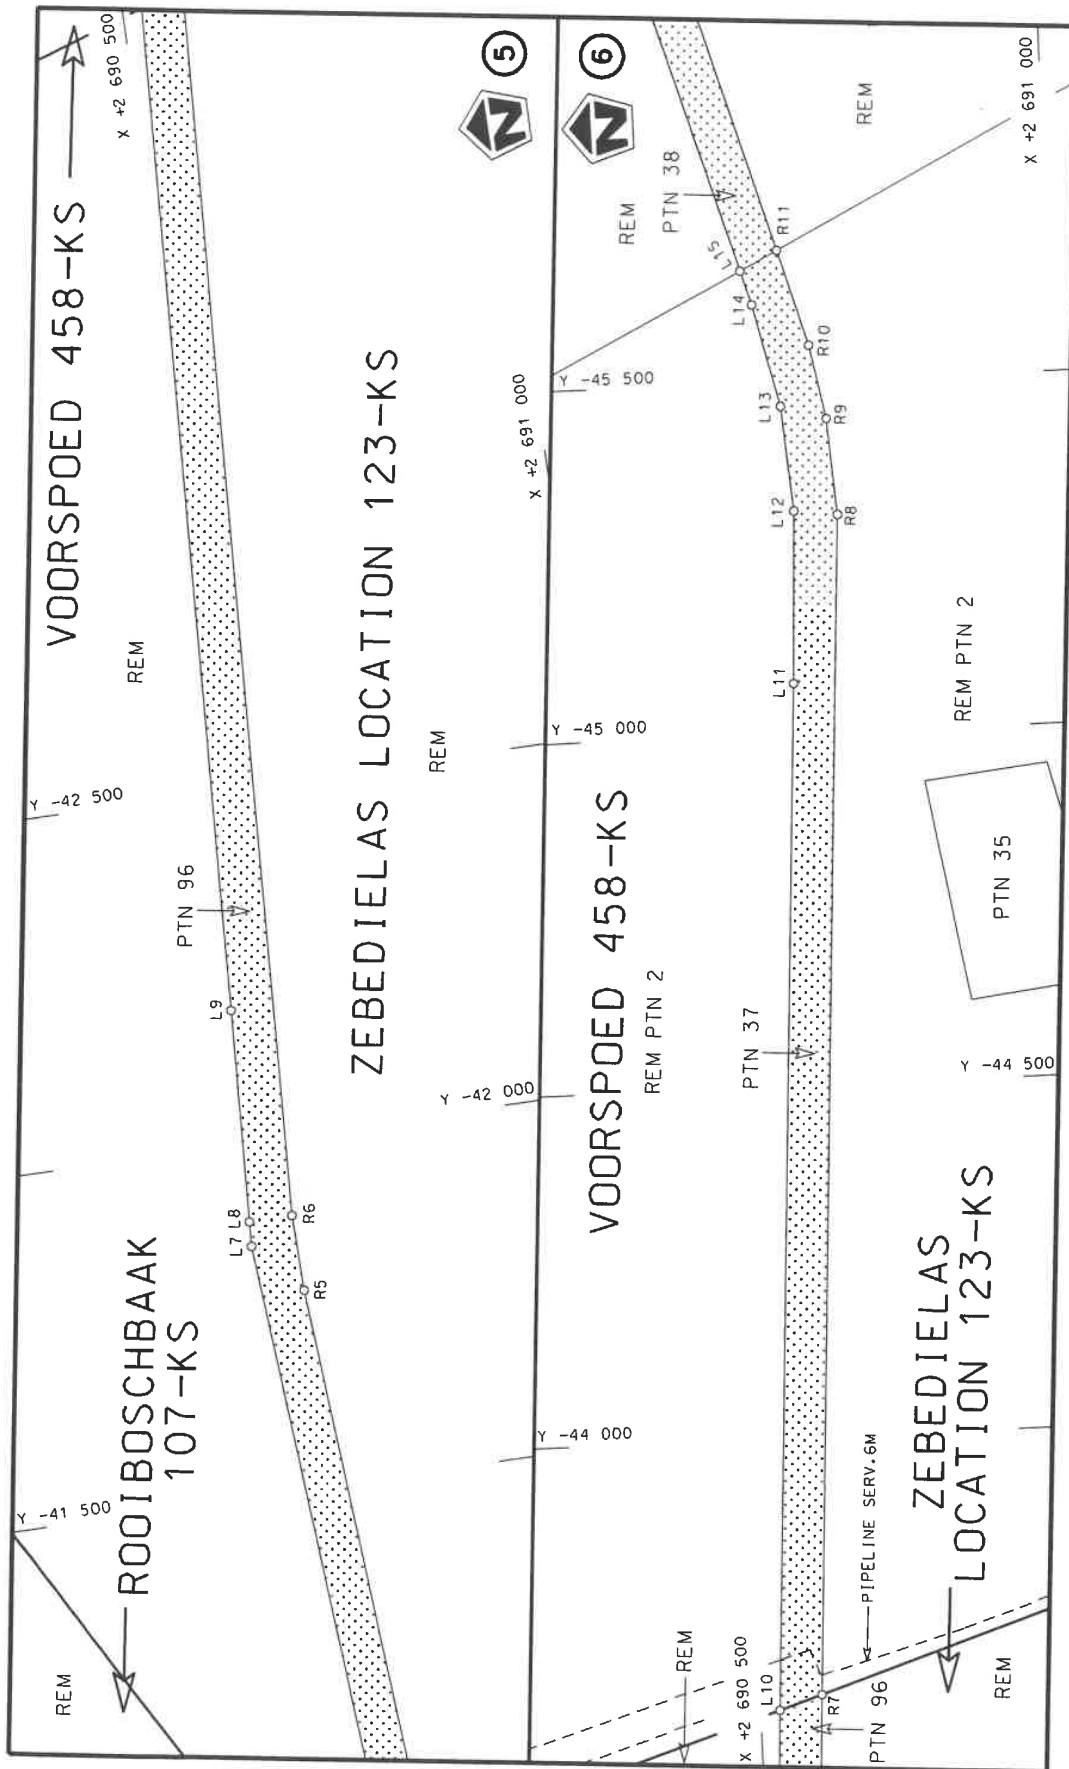 VOORSPOED 458-KS
X +2 690 500
5
N
REM
Y -42 500
PTN 96
L9
ZEBEDIELAS LOCATION 123-KS
REM
X +2 691 000
Y -42 000
L7 L8
R6
R5
ROOIBOSCHBAAK
107-KS
Y -41 500
REM
6
N
REM
PTN 38
REM
X +2 691 000
L15
R11
L14
R10
Y -45 500
L13
R9
L12
R8
L11
Y -45 000
REM PTN 2
VOORSPOED 458-KS
REM PTN 2
PTN 35
PTN 37
Y -44 500
Y -44 000
ZEBEDIELAS
LOCATION 123-KS
PIPELINE SERV.6M
REM
X +2 690 500
L10
R7
PTN 96
REM